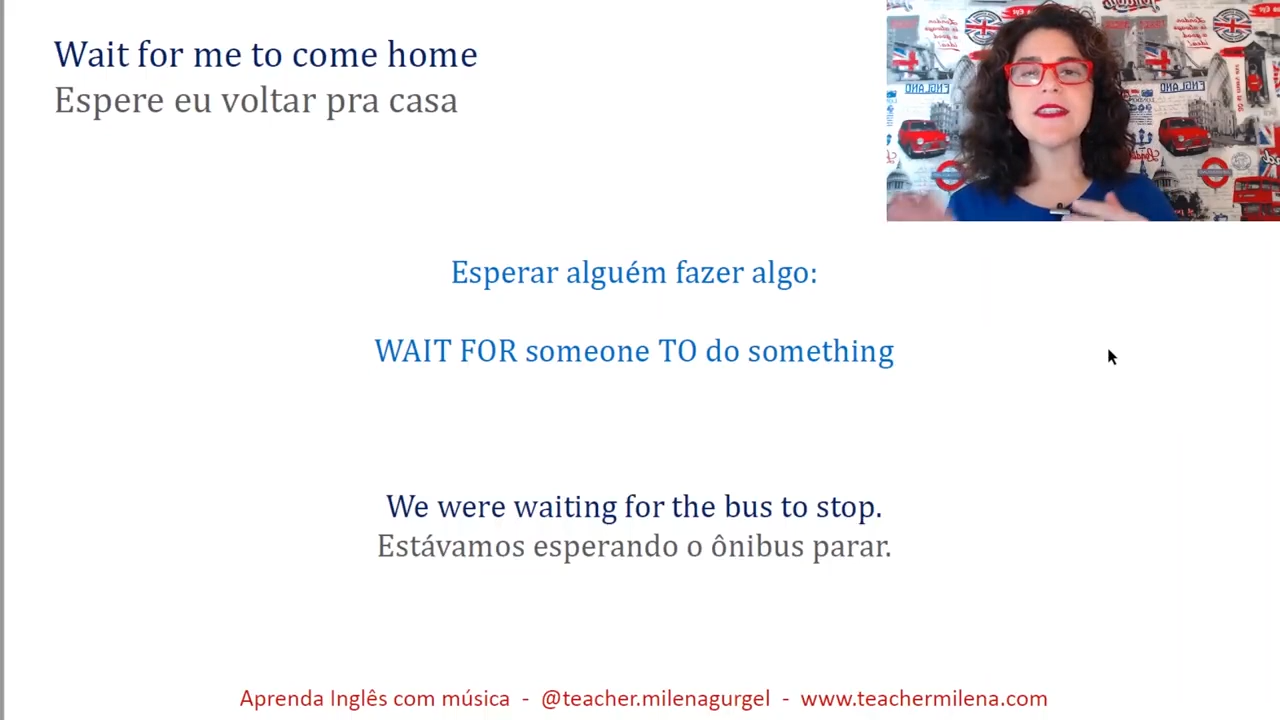 Wait for me to come home
Espere eu voltar pra casa
ENGLAND
ENGLAND
Esperar alguém fazer algo:
WAIT FOR someone TO do something
We were waiting for the bus to stop.
Estávamos esperando o ônibus parar.
Aprenda Inglês com música - @teacher.milenagurgel - www.teachermilena.com